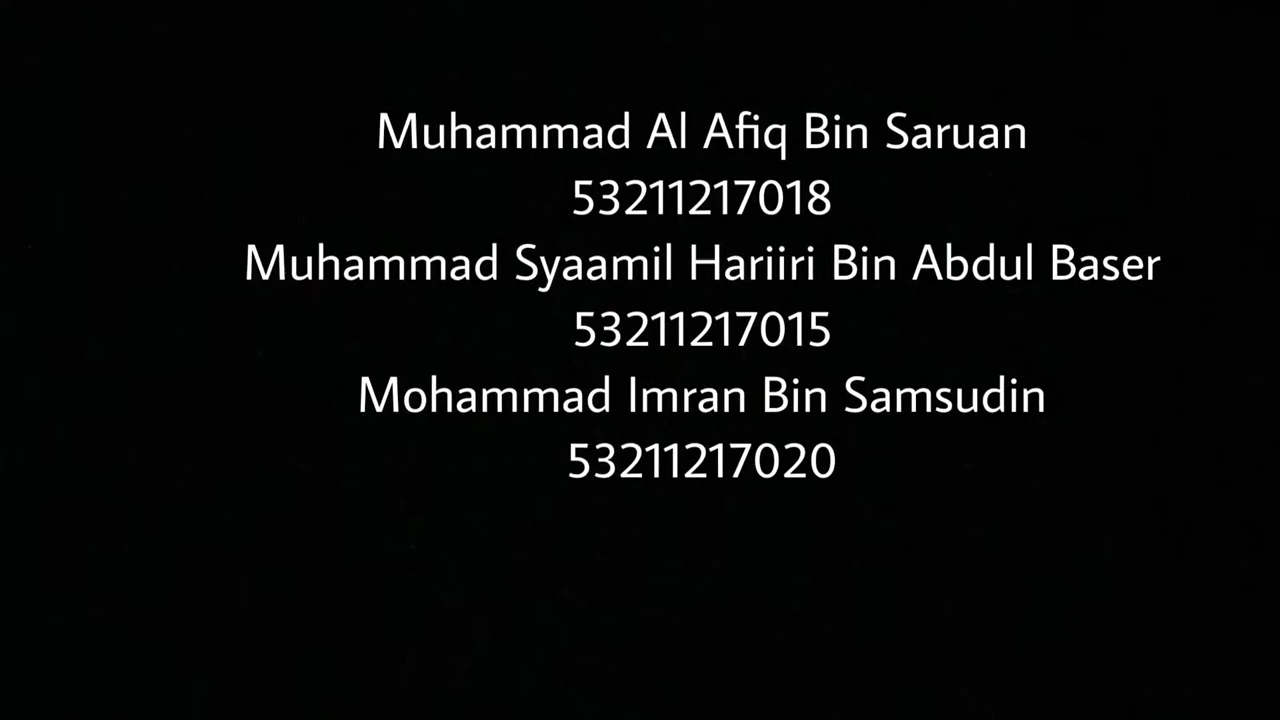 Muhammad Al Afiq Bin Saruan
53211217018
Muhammad Syaamil Hariiri Bin Abdul Baser
53211217015
Mohammad Imran Bin Samsudin
53211217020